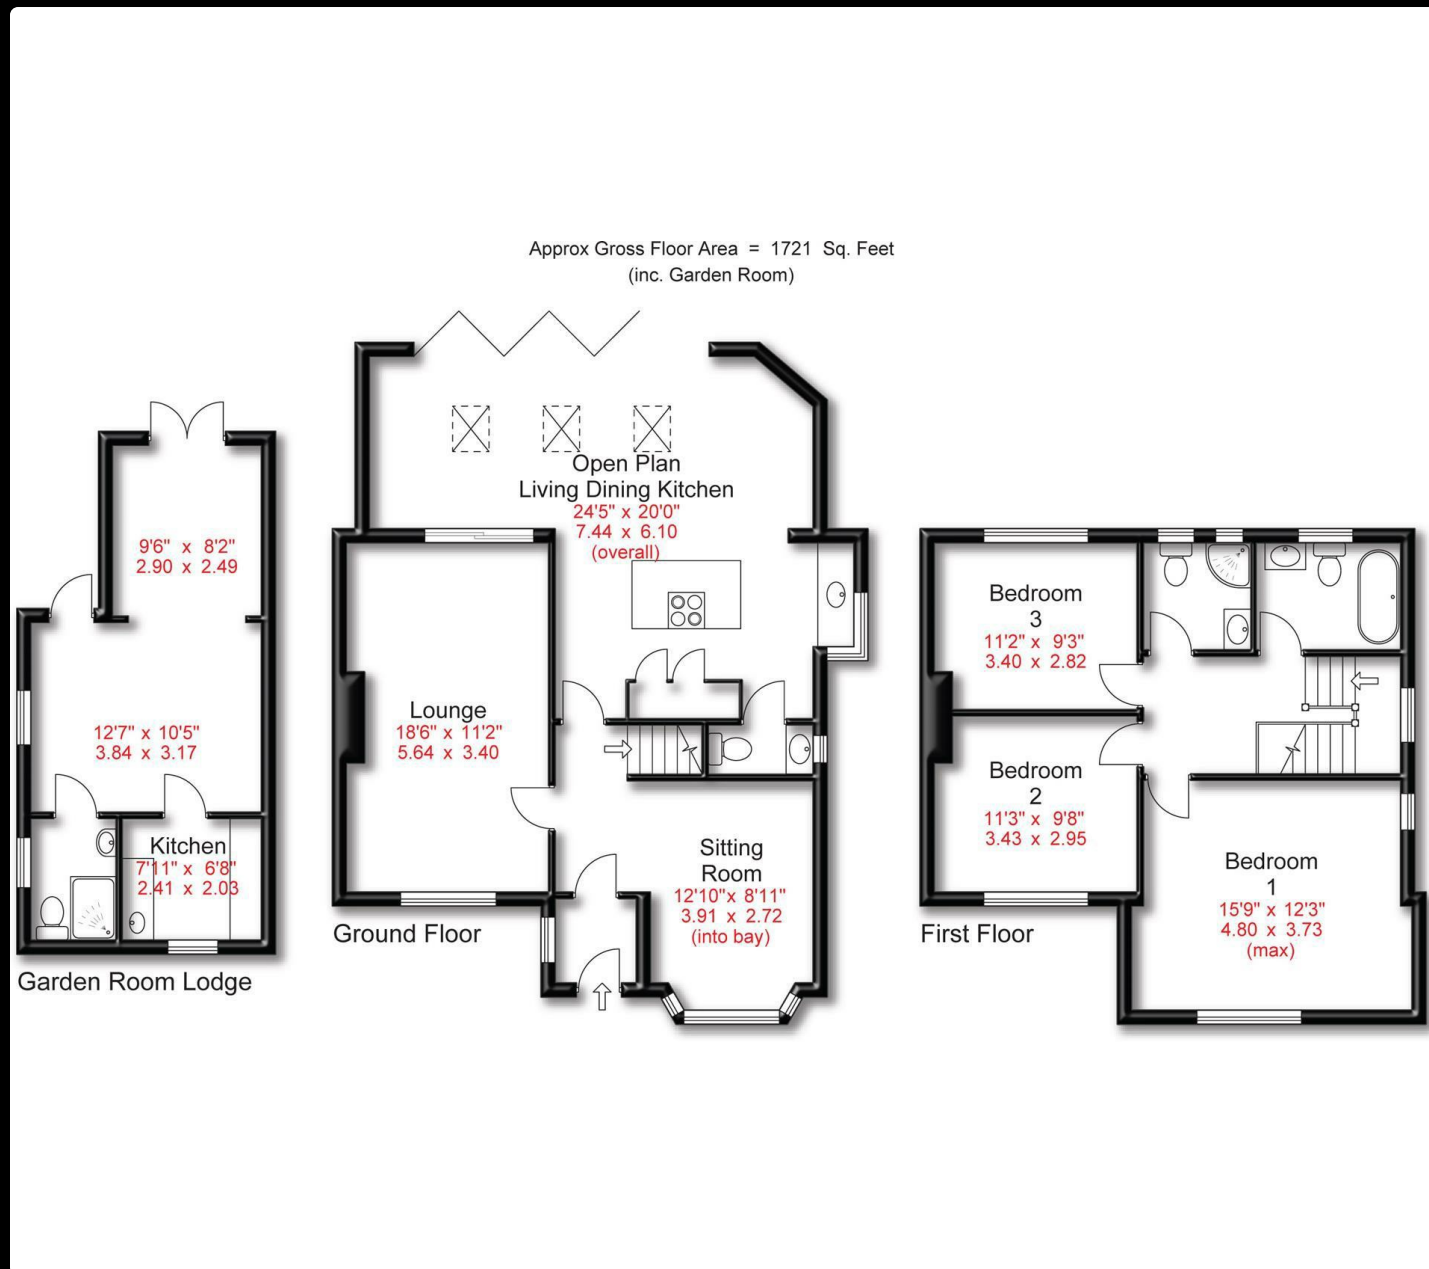 Approx Gross Floor Area = 1721 Sq. Feet
(inc. Garden Room)
9'6" x 8'2"
2.90 x 2.49
12'7" x 10'5"
3.84 x 3.17
Kitchen
7'11" x 6'8"
2.41 x 2.03
Garden Room Lodge
Open Plan
Living Dining Kitchen
24'5" x 20'0"
7.44 x 6.10
(overall)
Lounge
18'6" x 11'2"
5.64 x 3.40
Sitting
Room
12'10"x 8'11"
3.91 x 2.72
(into bay)
Ground Floor
Bedroom
3
11'2" x 9'3"
3.40 x 2.82
Bedroom
2
11'3" x 9'8"
3.43 x 2.95
Bedroom
1
15'9" x 12'3"
4.80 x 3.73
(max)
First Floor